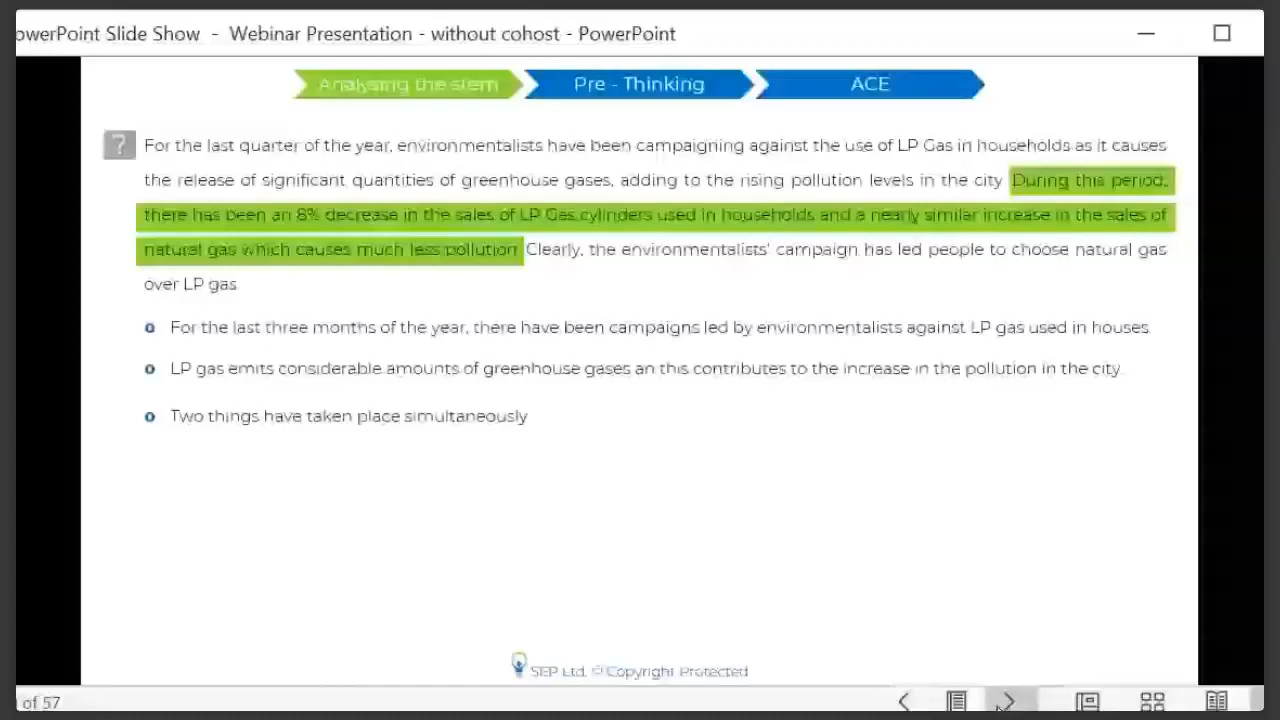 owerPoint Slide Show - Webinar Presentation - without cohost - PowerPoint
Analysing the stem
Pre - Thinking
ACE
?
For the last quarter of the year, environmentalists have been campaigning against the use of LP Gas in households as it causes
the release of significant quantities of greenhouse gases, adding to the rising pollution levels in the city. During this period,
there has been an 8% decrease in the sales of LP Gas cylinders used in households and a nearly similar increase in the sales of
natural gas which causes much less pollution. Clearly, the environmentalists' campaign has led people to choose natural gas
over LP gas.
For the last three months of the year, there have been campaigns led by environmentalists against LP gas used in houses.
LP gas emits considerable amounts of greenhouse gases an this contributes to the increase in the pollution in the city.
Two things have taken place simultaneously
SEP Ltd. ©Copyright Protected
of 57